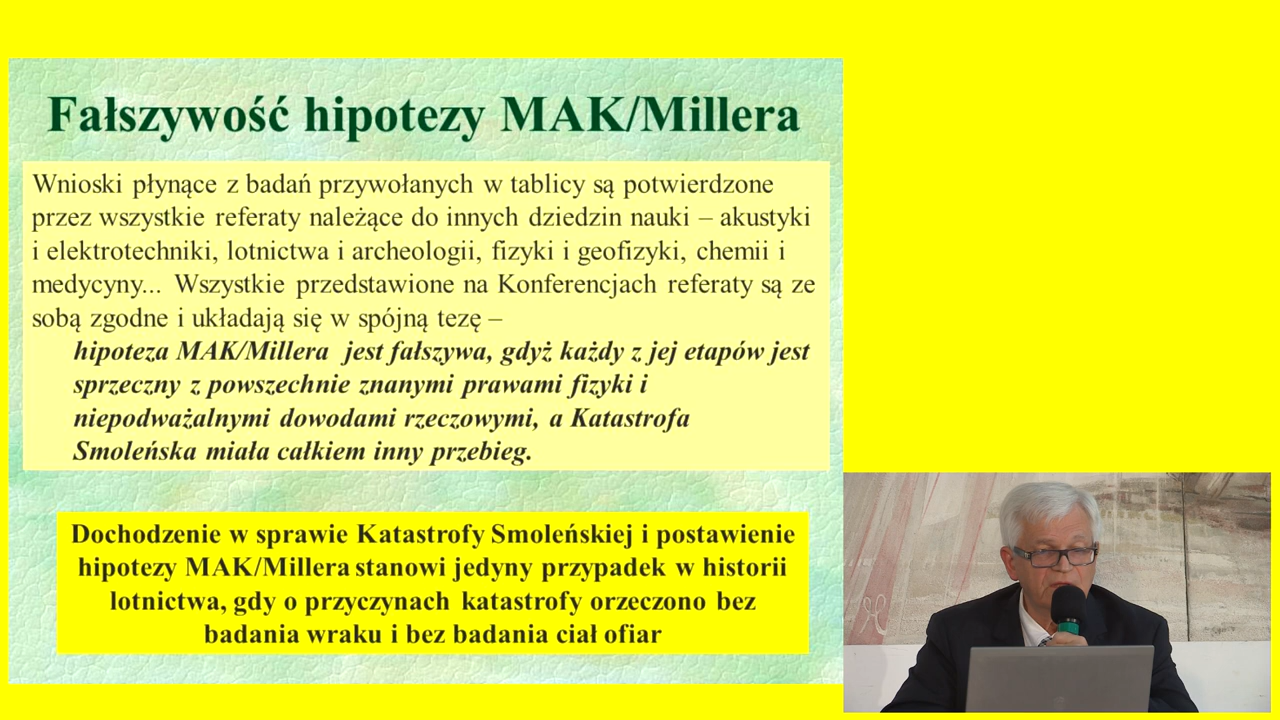 Fałszywość hipotezy MAK/Millera
Wnioski płynące z badań przywołanych w tablicy są potwierdzone
przez wszystkie referaty należące do innych dziedzin nauki – akustyki
i elektrotechniki, lotnictwa i archeologii, fizyki i geofizyki, chemii i
medycyny... Wszystkie przedstawione na Konferencjach referaty są ze
sobą zgodne i układają się w spójną tezę –
hipoteza MAK/Millera jest fałszywa, gdyż każdy z jej etapów jest
sprzeczny z powszechnie znanymi prawami fizyki i
niepodważalnymi dowodami rzeczowymi, a Katastrofa
Smoleńska miała całkiem inny przebieg.
Dochodzenie w sprawie Katastrofy Smoleńskiej i postawienie
hipotezy MAK/Millera stanowi jedyny przypadek w historii
lotnictwa, gdy o przyczynach katastrofy orzeczono bez
badania wraku i bez badania ciał ofiar